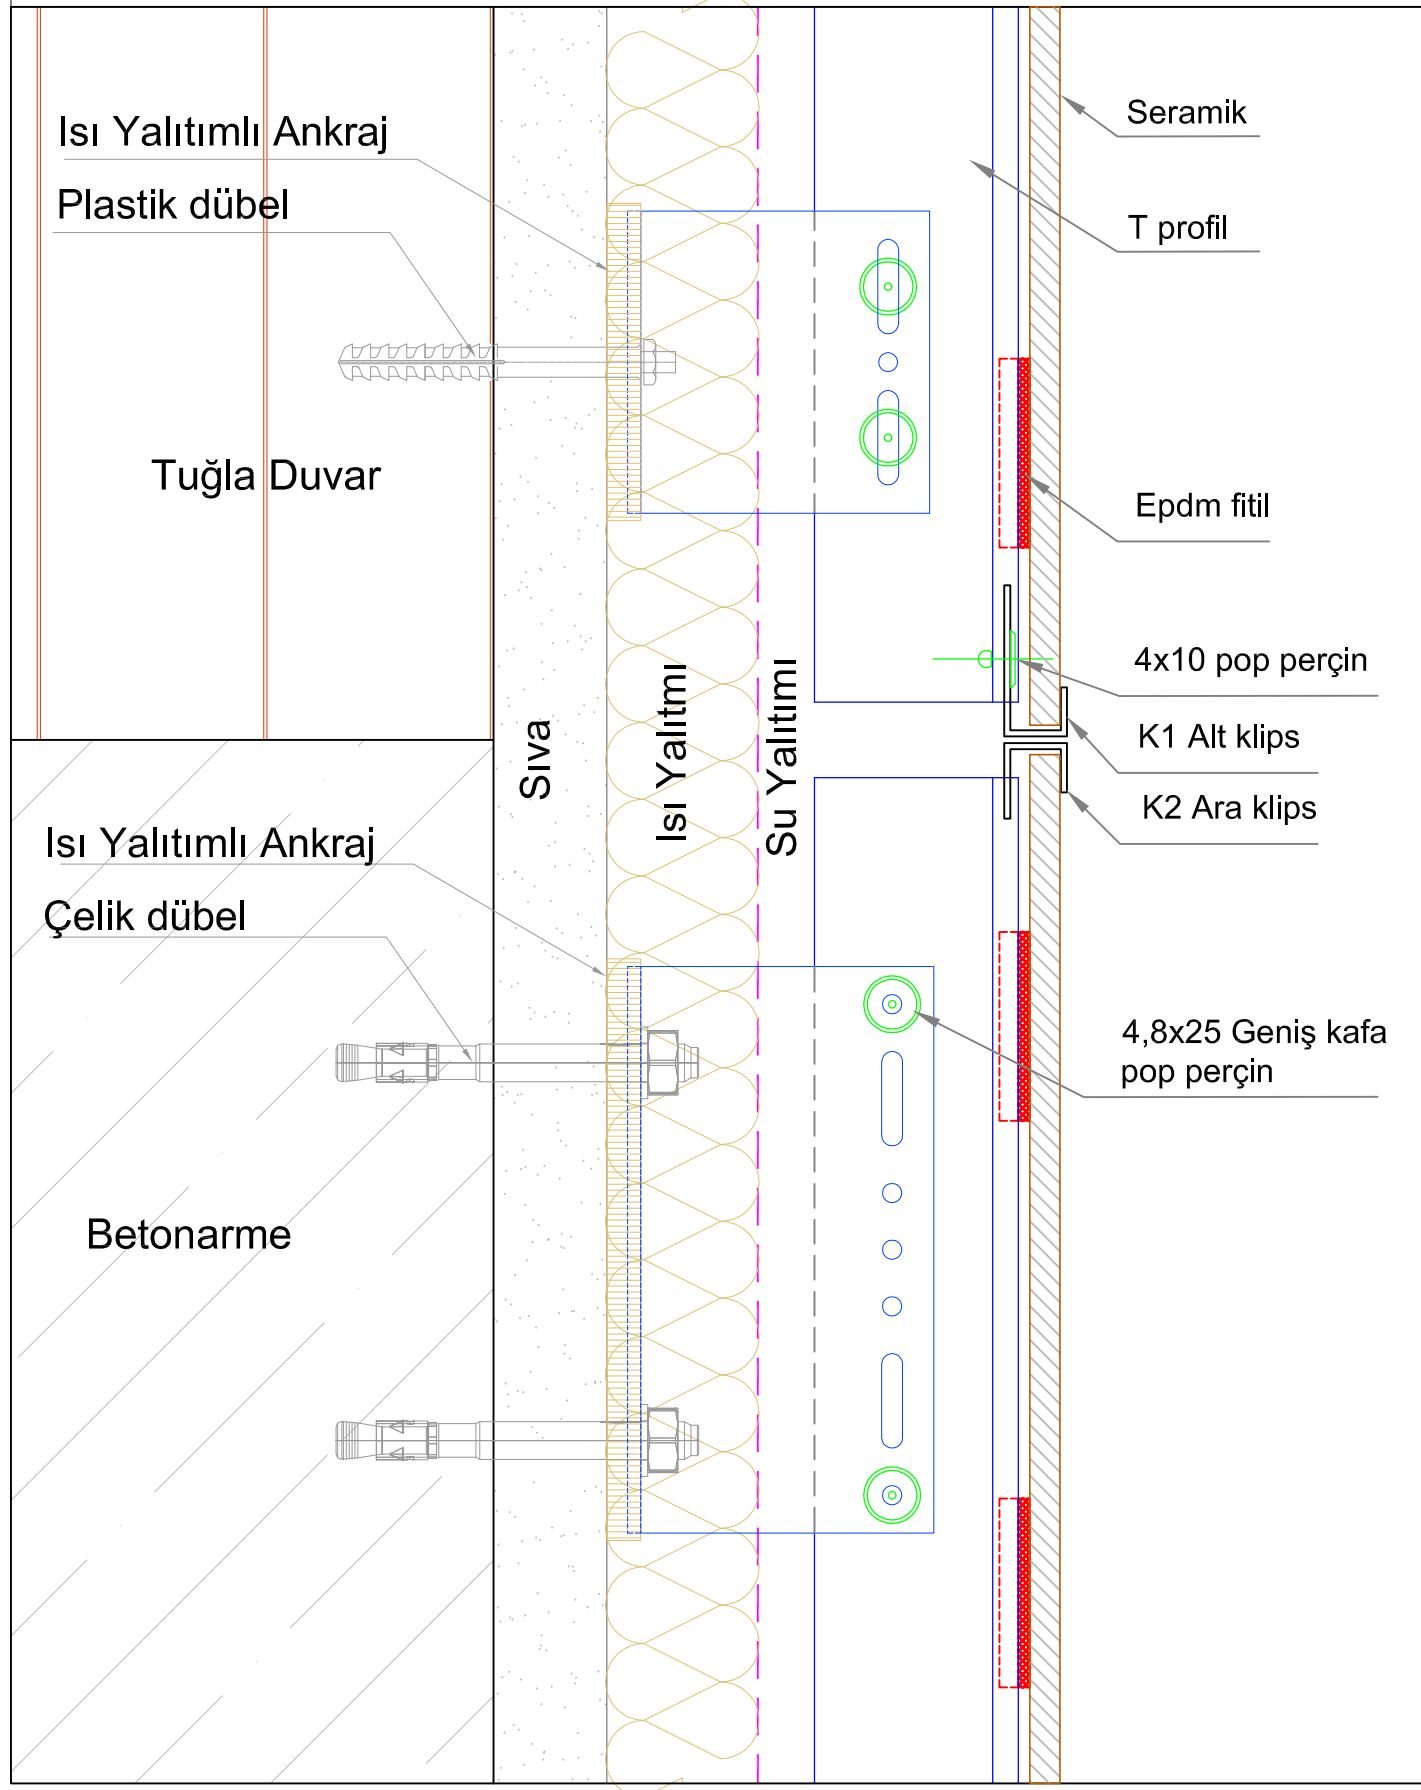 Isı Yalıtımlı Ankraj
Plastik dübel
Tuğla Duvar
Isı Yalıtımlı Ankraj
Çelik dübel
Betonarme
Sıva
Isı Yalıtmı
Su Yalıtımı
Seramik
T profil
Epdm fitil
4x10 pop perçin
K1 Alt klips
K2 Ara klips
4,8x25 Geniş kafa
pop perçin